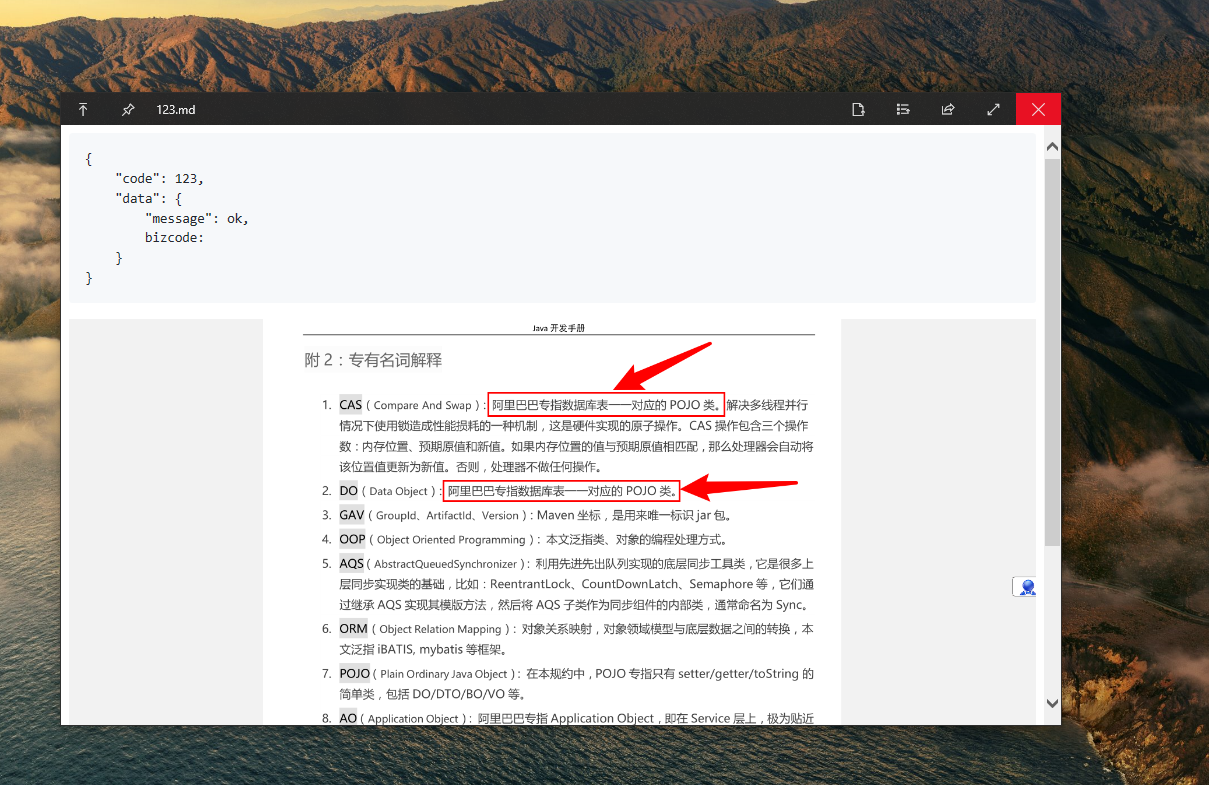 123.md
{
    "code": 123,
    "data": {
        "message": ok,
        bizcode:
    }
}
Java 开发手册
附 2：专有名词解释
1. CAS（Compare And Swap）：阿里巴巴专指数据库表一一对应的 POJO 类。解决多线程并行
情况下使用锁造成性能损耗的一种机制，这是硬件实现的原子操作。CAS 操作包含三个操作
数：内存位置、预期原值和新值。如果内存位置的值与预期原值相匹配，那么处理器会自动将
该位置值更新为新值。否则，处理器不做任何操作。
2. DO（Data Object）：阿里巴巴专指数据库表一一对应的 POJO 类。
3. GAV（GroupId、ArtifactId、Version）：Maven 坐标，是用来唯一标识 jar 包。
4. OOP（Object Oriented Programming）：本文泛指类、对象的编程处理方式。
5. AQS（AbstractQueuedSynchronizer）：利用先进先出队列实现的底层同步工具类，它是很多上
层同步实现类的基础，比如：ReentrantLock、CountDownLatch、Semaphore 等，它们通
过继承 AQS 实现其模版方法，然后将 AQS 子类作为同步组件的内部类，通常命名为 Sync。
6. ORM（Object Relation Mapping）：对象关系映射，对象领域模型与底层数据之间的转换，本
文泛指 iBATIS, mybatis 等框架。
7. POJO（Plain Ordinary Java Object）：在本规约中，POJO 专指只有 setter/getter/toString 的
简单类，包括 DO/DTO/BO/VO 等。
8. AO（Application Object）：阿里巴巴专指 Application Object，即在 Service 层上，极为贴近